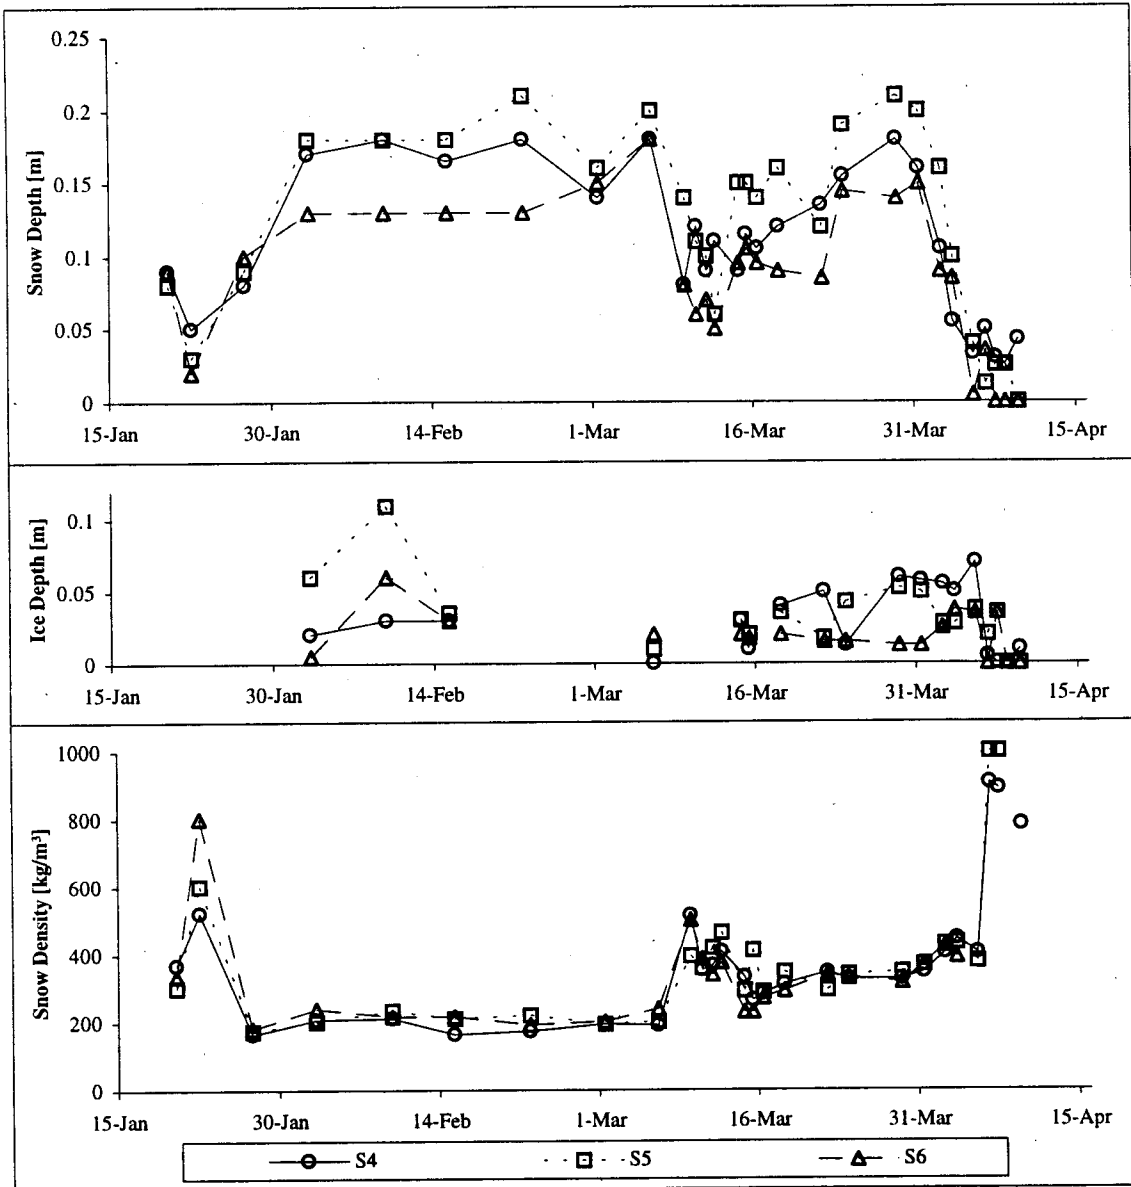 0.25
0.2
0.15
0.1
0.05
0
Snow Depth [m]
15-Jan 30-Jan 14-Feb 1-Mar 16-Mar 31-Mar 15-Apr
0.1
0.05
0
Ice Depth [m]
15-Jan 30-Jan 14-Feb 1-Mar 16-Mar 31-Mar 15-Apr
1000
800
600
400
200
0
Snow Density [kg/m³]
15-Jan 30-Jan 14-Feb 1-Mar 16-Mar 31-Mar 15-Apr
S4 S5 S6